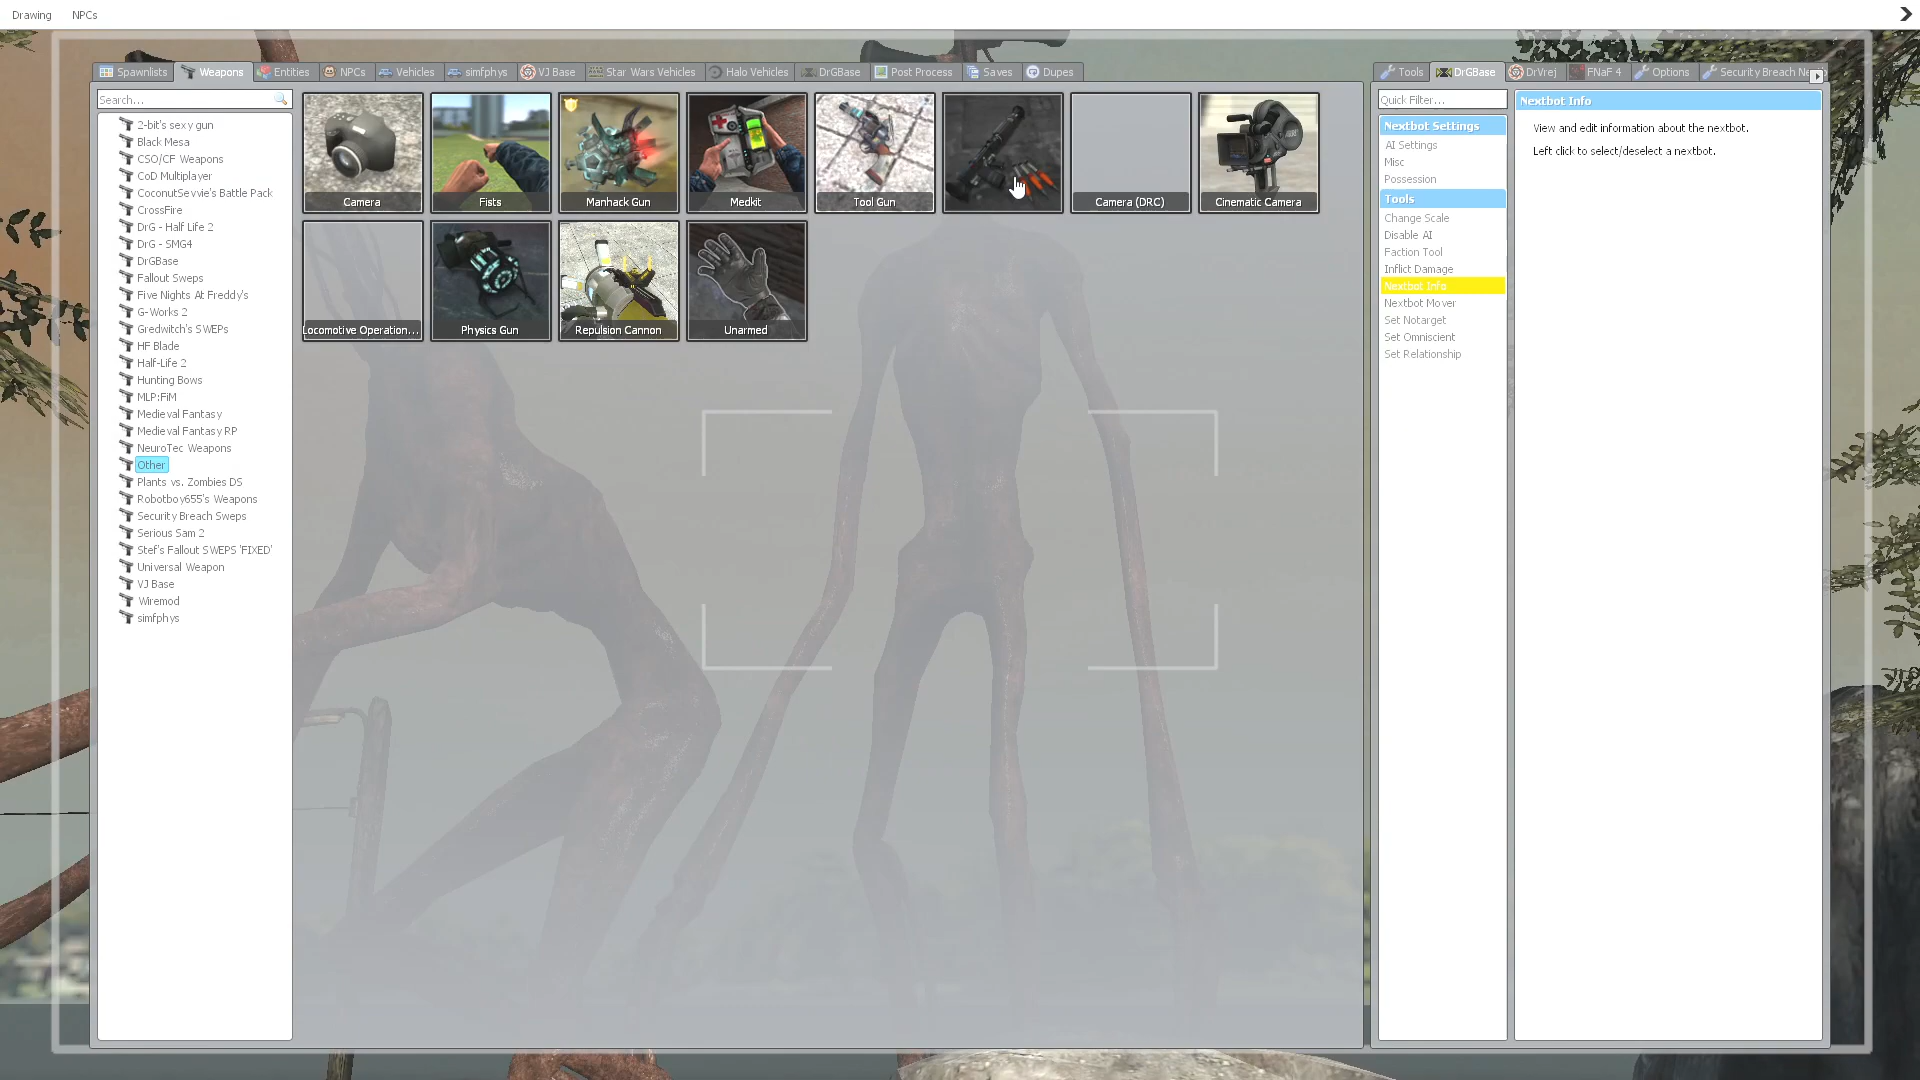 Drawing NPCs
Spawnlists Weapons Entities NPCs Vehicles simfphys VJ Base Star Wars Vehicles Halo Vehicles DrGBase Post Process Saves Dupes
Tools DrGBase DrVrej FNaF 4 Options Security Breach
Search...
2-bit's sexy gun
Black Mesa
CSO/CF Weapons
CoD Multiplayer
CoconutSevvie's Battle Pack
CrossFire
DrG - Half Life 2
DrG - SMG4
DrGBase
Fallout Sweps
Five Nights At Freddy's
G-Works 2
Gredwitch's SWEPs
HF Blade
Half-Life 2
Hunting Bows
MLP:FiM
Medieval Fantasy
Medieval Fantasy RP
NeuroTec Weapons
Other
Plants vs. Zombies DS
Robotboy655's Weapons
Security Breach Sweps
Serious Sam 2
Stef's Fallout SWEPS 'FIXED'
Universal Weapon
VJ Base
Wiremod
simfphys
Camera Fists Manhack Gun Medkit Tool Gun Camera (DRC) Cinematic Camera
Locomotive Operation... Physics Gun Repulsion Cannon Unarmed
Quick Filter...
Nextbot Settings
AI Settings
Misc
Possession
Tools
Change Scale
Disable AI
Faction Tool
Inflict Damage
Nextbot Info
Nextbot Mover
Set Notarget
Set Omniscient
Set Relationship
Nextbot Info
View and edit information about the nextbot.
Left click to select/deselect a nextbot.